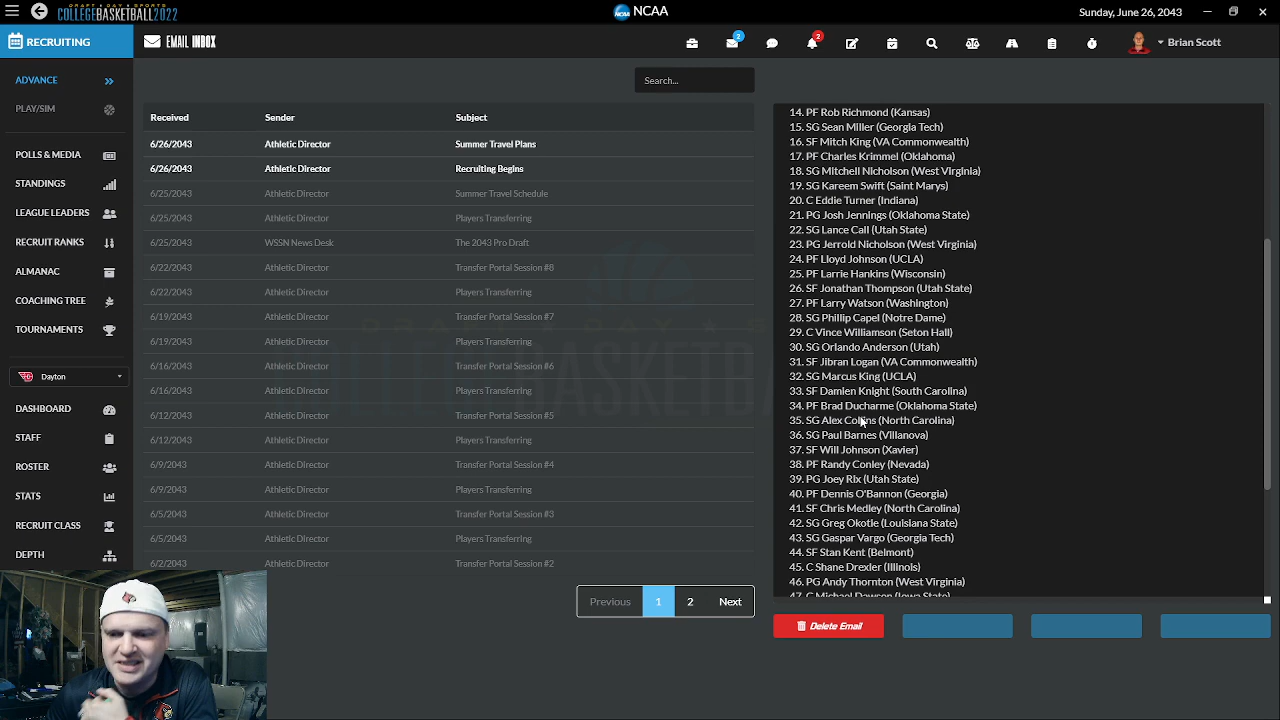 DRAFT DAY SPORTS
COLLEGEBASKETBALL2022
NCAA
Sunday, June 26, 2043
RECRUITING
EMAIL INBOX
2
2
Brian Scott
ADVANCE
PLAY/SIM
POLLS & MEDIA
STANDINGS
LEAGUE LEADERS
RECRUIT RANKS
ALMANAC
COACHING TREE
TOURNAMENTS
Dayton
DASHBOARD
STAFF
ROSTER
STATS
RECRUIT CLASS
DEPTH
Search...
Received Sender Subject
6/26/2043 Athletic Director Summer Travel Plans
6/26/2043 Athletic Director Recruiting Begins
6/25/2043 Athletic Director Summer Travel Schedule
6/25/2043 Athletic Director Players Transferring
6/25/2043 WSSN News Desk The 2043 Pro Draft
6/22/2043 Athletic Director Transfer Portal Session #8
6/22/2043 Athletic Director Players Transferring
6/19/2043 Athletic Director Transfer Portal Session #7
6/19/2043 Athletic Director Players Transferring
6/16/2043 Athletic Director Transfer Portal Session #6
6/16/2043 Athletic Director Players Transferring
6/12/2043 Athletic Director Transfer Portal Session #5
6/12/2043 Athletic Director Players Transferring
6/9/2043 Athletic Director Transfer Portal Session #4
6/9/2043 Athletic Director Players Transferring
6/5/2043 Athletic Director Transfer Portal Session #3
6/5/2043 Athletic Director Players Transferring
6/2/2043 Athletic Director Transfer Portal Session #2
Previous 1 2 Next
14. PF Rob Richmond (Kansas)
15. SG Sean Miller (Georgia Tech)
16. SF Mitch King (VA Commonwealth)
17. PF Charles Krimmel (Oklahoma)
18. SG Mitchell Nicholson (West Virginia)
19. SG Kareem Swift (Saint Marys)
20. C Eddie Turner (Indiana)
21. PG Josh Jennings (Oklahoma State)
22. SG Lance Call (Utah State)
23. PG Jerrold Nicholson (West Virginia)
24. PF Lloyd Johnson (UCLA)
25. PF Larrie Hankins (Wisconsin)
26. SF Jonathan Thompson (Utah State)
27. PF Larry Watson (Washington)
28. SG Phillip Capel (Notre Dame)
29. C Vince Williamson (Seton Hall)
30. SG Orlando Anderson (Utah)
31. SF Jibran Logan (VA Commonwealth)
32. SG Marcus King (UCLA)
33. SF Damien Knight (South Carolina)
34. PF Brad Ducharme (Oklahoma State)
35. SG Alex Collins (North Carolina)
36. SG Paul Barnes (Villanova)
37. SF Will Johnson (Xavier)
38. PF Randy Conley (Nevada)
39. PG Joey Rix (Utah State)
40. PF Dennis O'Bannon (Georgia)
41. SF Chris Medley (North Carolina)
42. SG Greg Okotie (Louisiana State)
43. SG Gaspar Vargo (Georgia Tech)
44. SF Stan Kent (Belmont)
45. C Shane Drexler (Illinois)
46. PG Andy Thornton (West Virginia)
47. C Michael Dawson (Iowa State)
Delete Email